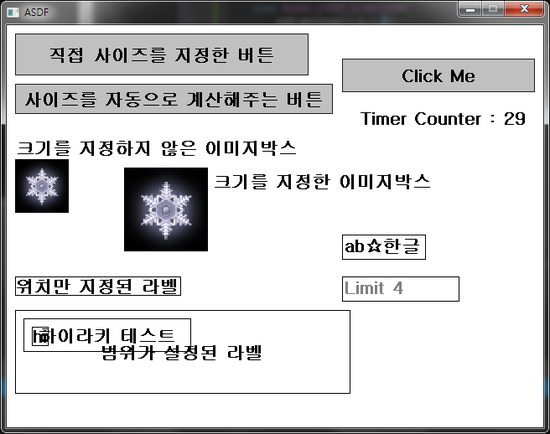 ASDF
직접 사이즈를 지정한 버튼
Click Me
사이즈를 자동으로 계산해주는 버튼
Timer Counter : 29
크기를 지정하지 않은 이미지박스
크기를 지정한 이미지박스
ab☆한글
위치만 지정된 라벨
Limit 4
하이라키 테스트
범위가 설정된 라벨